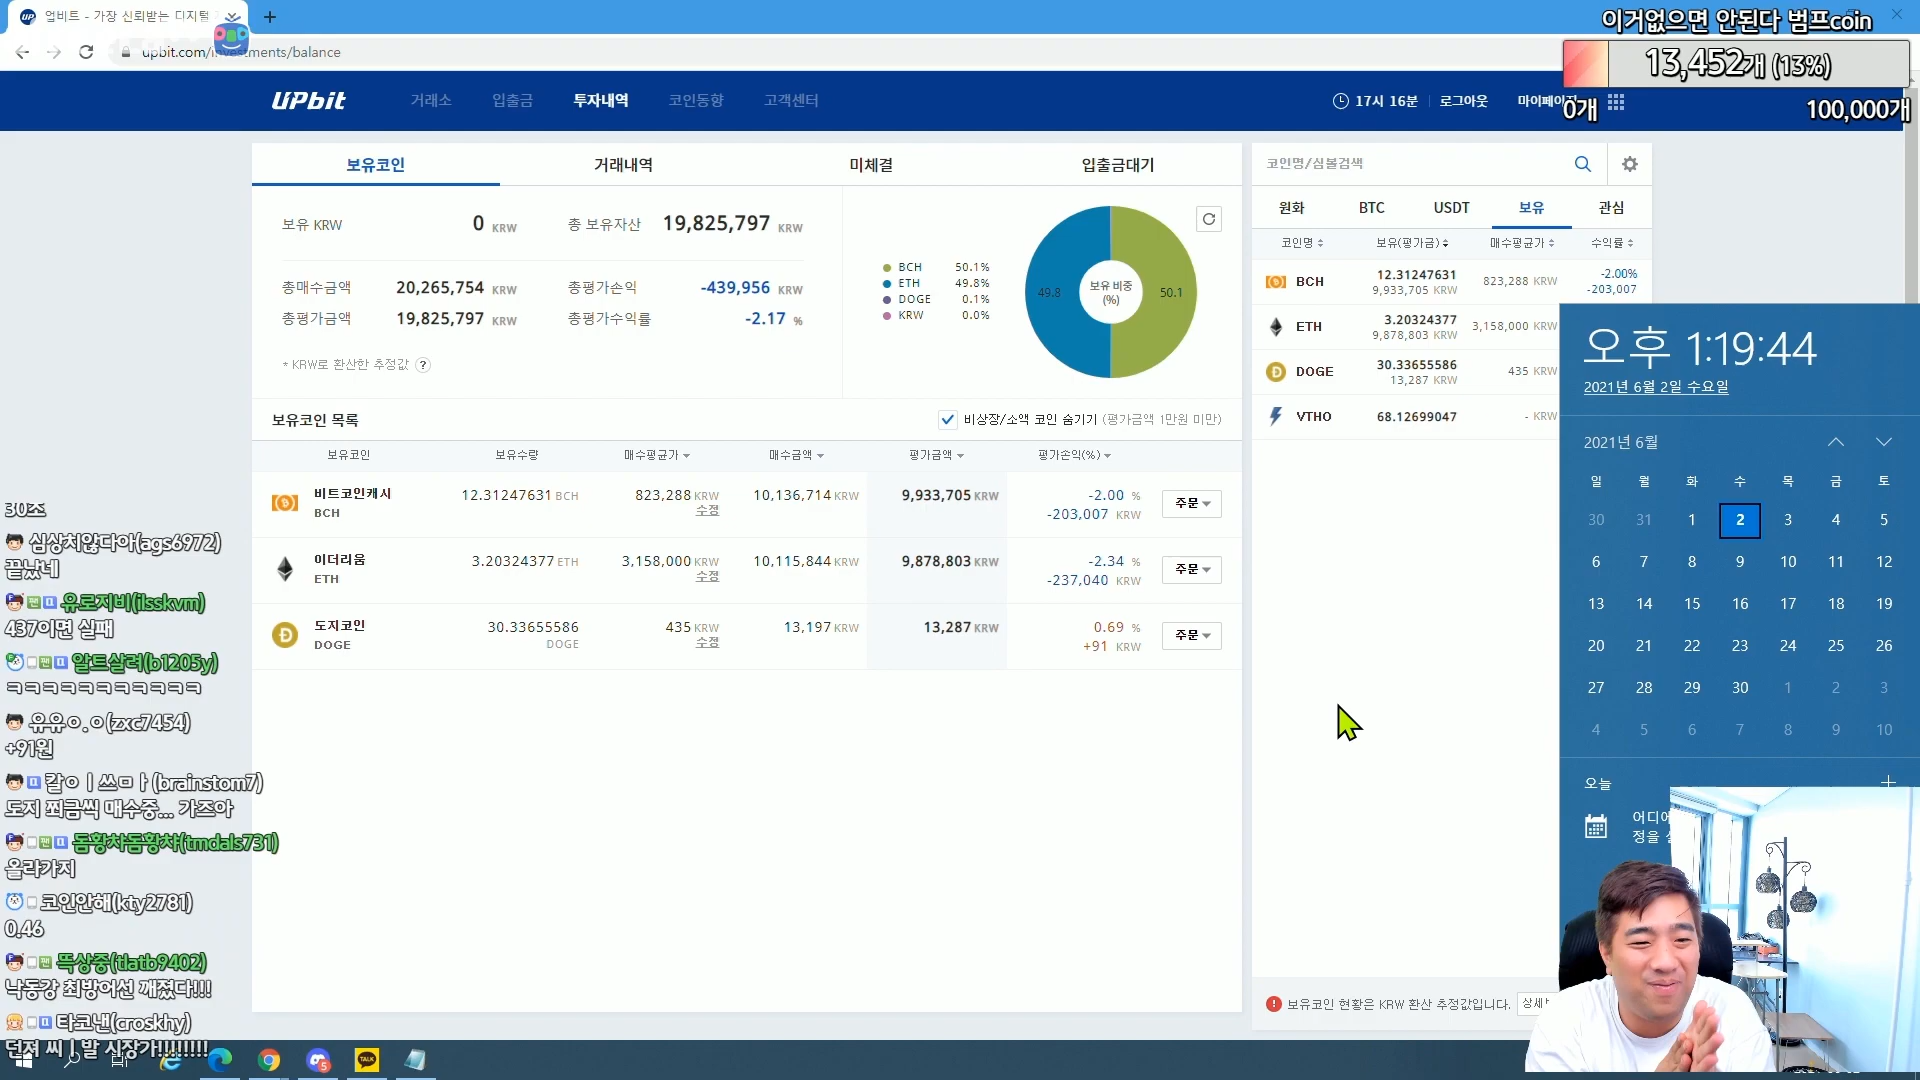 업비트 - 가장 신뢰받는 디지털
upbit.com/investments/balance
이거없으면 안된다 범프coin
13,452개 (13%)
0개
100,000개
UPbit
거래소
입출금
투자내역
코인동향
고객센터
17시 16분
로그아웃
마이페이지
보유코인
거래내역
미체결
입출금대기
보유 KRW
0 KRW
총 보유자산
19,825,797 KRW
총매수금액
20,265,754 KRW
총평가손익
-439,956 KRW
총평가금액
19,825,797 KRW
총평가수익률
-2.17 %
* KRW로 환산한 추정값 ?
BCH 50.1%
ETH 49.8%
DOGE 0.1%
KRW 0.0%
49.8
보유 비중
(%)
50.1
보유코인 목록
비상장/소액 코인 숨기기 (평가금액 1만원 미만)
보유코인
보유수량
매수평균가
매수금액
평가금액
평가손익(%)
비트코인캐시
BCH
12.31247631 BCH
823,288 KRW
수정
10,136,714 KRW
9,933,705 KRW
-2.00 %
-203,007 KRW
주문
이더리움
ETH
3.20324377 ETH
3,158,000 KRW
수정
10,115,844 KRW
9,878,803 KRW
-2.34 %
-237,040 KRW
주문
도지코인
DOGE
30.33655586
DOGE
435 KRW
수정
13,197 KRW
13,287 KRW
0.69 %
+91 KRW
주문
코인명/심볼검색
원화
BTC
USDT
보유
관심
코인명
보유(평가금)
매수평균가
수익률
BCH
12.31247631
9,933,705 KRW
823,288 KRW
-2.00%
-203,007
ETH
3.20324377
9,878,803 KRW
3,158,000 KRW
DOGE
30.33655586
13,287 KRW
435 KRW
VTHO
68.12699047
- KRW
보유코인 현황은 KRW 환산 추정값입니다.
오후 1:19:44
2021년 6월 2일 수요일
2021년 6월
일 월 화 수 목 금 토
30 31 1 2 3 4 5
6 7 8 9 10 11 12
13 14 15 16 17 18 19
20 21 22 23 24 25 26
27 28 29 30 1 2 3
4 5 6 7 8 9 10
오늘
30조
심상치않다아(ags6972)
끝났네
유로지비(ilsskvm)
437이면 실패
알트살려(b1205y)
ㅋㅋㅋㅋㅋㅋㅋㅋㅋㅋㅋㅋ
유유ㅇ.ㅇ(zxc7454)
+91원
칼ㅇㅣ쓰ㅁㅏ(brainstom7)
도지 쬐금씩 매수중... 가즈아
돔황챠돔황챠(tmdals731)
올라가지
코인안해(kty2781)
0.46
뚝상중(tlatb9402)
낙동강 최방어선 깨졌다!!!
타코낸(croskhy)
던져 씨ㅣ발 시장가!!!!!!!!
TALK
5